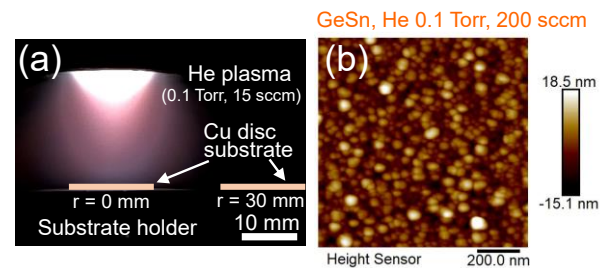 GeSn, He 0.1 Torr, 200 sccm
(a)
He plasma
(0.1 Torr, 15 sccm)
Cu disc
substrate
r = 0 mm
r = 30 mm
Substrate holder
10 mm
(b)
18.5 nm
-15.1 nm
Height Sensor
200.0 nm